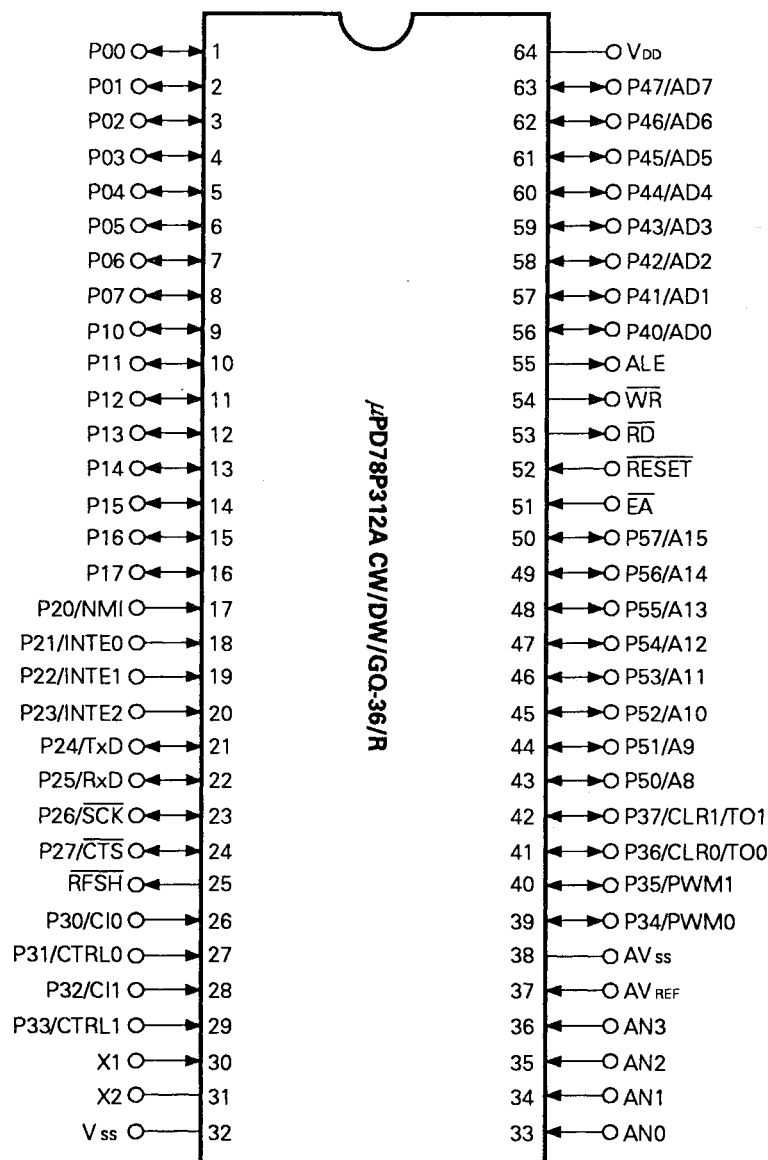 P00 1 64 VDD
P01 2 63 P47/AD7
P02 3 62 P46/AD6
P03 4 61 P45/AD5
P04 5 60 P44/AD4
P05 6 59 P43/AD3
P06 7 58 P42/AD2
P07 8 57 P41/AD1
P10 9 56 P40/AD0
P11 10 55 ALE
P12 11 54 W̅R̅
P13 12 53 R̅D̅
P14 13 52 R̅E̅S̅E̅T̅
P15 14 51 E̅A̅
P16 15 50 P57/A15
P17 16 49 P56/A14
P20/NMI 17 48 P55/A13
P21/INTE0 18 47 P54/A12
P22/INTE1 19 46 P53/A11
P23/INTE2 20 45 P52/A10
P24/TxD 21 44 P51/A9
P25/RxD 22 43 P50/A8
P26/S̅C̅K̅ 23 42 P37/CLR1/TO1
P27/C̅T̅S̅ 24 41 P36/CLR0/TO0
R̅F̅S̅H̅ 25 40 P35/PWM1
P30/CI0 26 39 P34/PWM0
P31/CTRL0 27 38 AVss
P32/CI1 28 37 AVREF
P33/CTRL1 29 36 AN3
X1 30 35 AN2
X2 31 34 AN1
Vss 32 33 AN0
μPD78P312A CW/DW/GQ-36/R